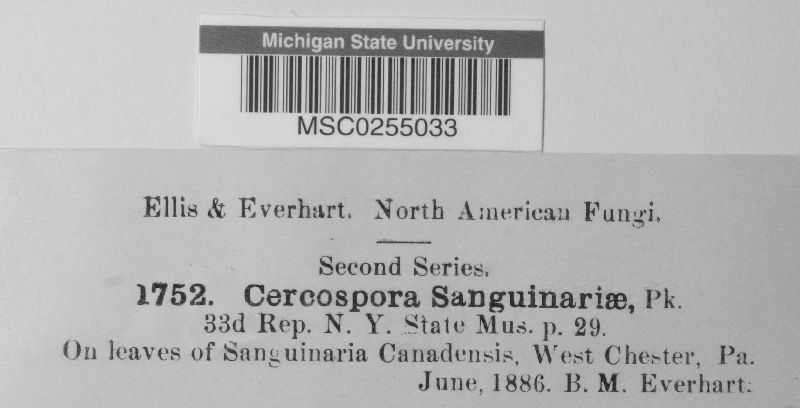 Michigan State University
MSC0255033
Ellis & Everhart. North American Fungi.
Second Series.
1752. Cercospora Sanguinariæ, Pk.
33d Rep. N. Y. State Mus. p. 29.
On leaves of Sanguinaria Canadensis, West Chester, Pa.
June, 1886. B. M. Everhart.